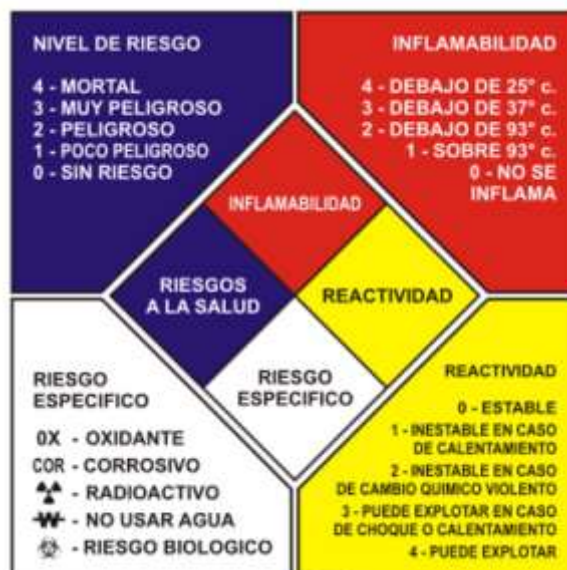 NIVEL DE RIESGO
4 - MORTAL
3 - MUY PELIGROSO
2 - PELIGROSO
1 - POCO PELIGROSO
0 - SIN RIESGO
INFLAMABILIDAD
4 - DEBAJO DE 25° c.
3 - DEBAJO DE 37° c.
2 - DEBAJO DE 93° c.
1 - SOBRE 93° c.
0 - NO SE
INFLAMA
INFLAMABILIDAD
RIESGOS
A LA SALUD
REACTIVIDAD
RIESGO
ESPECIFICO
RIESGO
ESPECIFICO
0X - OXIDANTE
COR - CORROSIVO
- RADIOACTIVO
W - NO USAR AGUA
- RIESGO BIOLOGICO
REACTIVIDAD
0 - ESTABLE
1 - INESTABLE EN CASO
DE CALENTAMIENTO
2 - INESTABLE EN CASO
DE CAMBIO QUIMICO VIOLENTO
3 - PUEDE EXPLOTAR EN CASO
DE CHOQUE O CALENTAMIENTO
4 - PUEDE EXPLOTAR